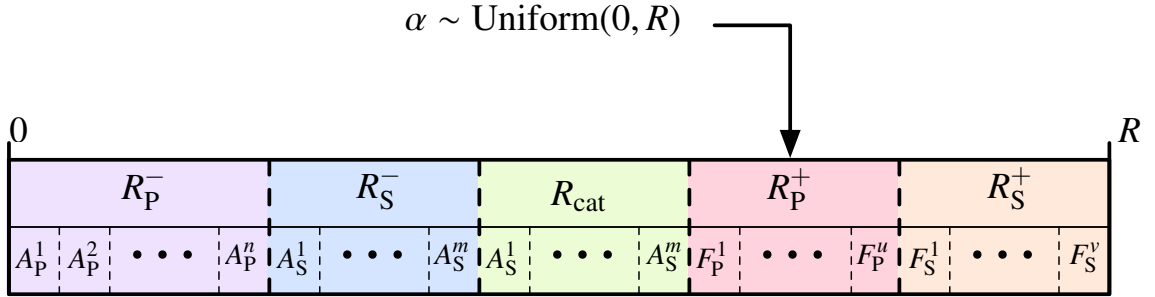 α ~ Uniform(0, R)
0 R
R_P^- R_S^- R_cat R_P^+ R_S^+
A_P^1 A_P^2 • • • A_P^n A_S^1 • • • A_S^m A_S^1 • • • A_S^m F_P^1 • • • F_P^u F_S^1 • • • F_S^v